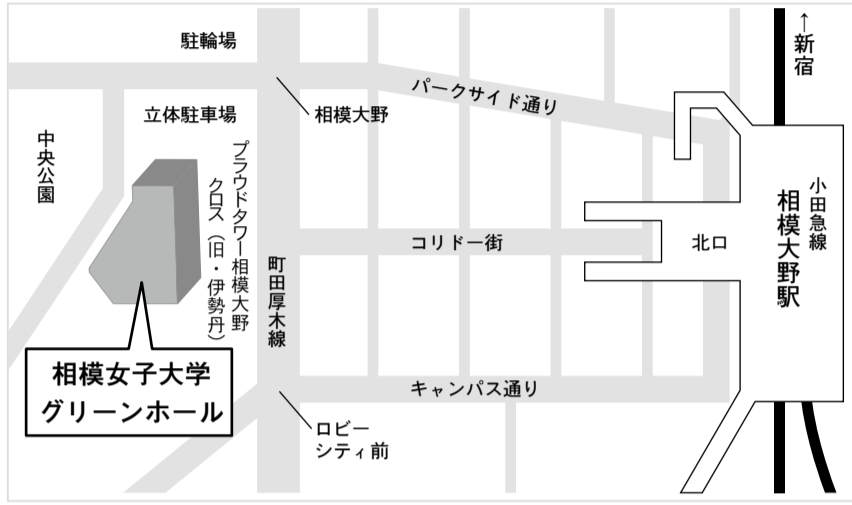 駐輪場
↑新宿
パークサイド通り
立体駐車場
相模大野
中央公園
プラウドタワー相模大野
クロス（旧・伊勢丹）
小田急線
相模大野駅
コリドー街
北口
町田厚木線
相模女子大学
グリーンホール
キャンパス通り
ロビー
シティ前